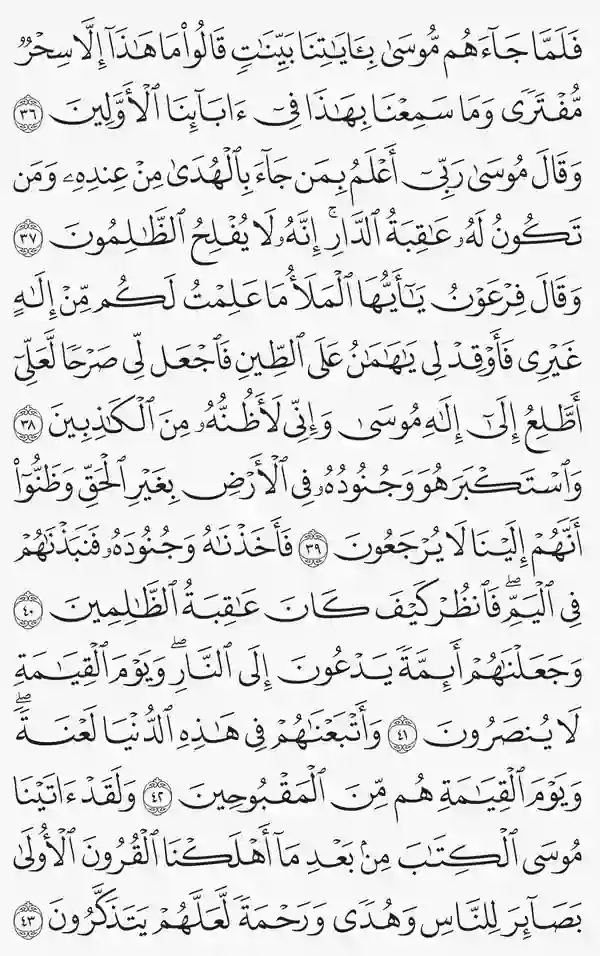 فَلَمَّا جَآءَهُم مُّوسَىٰ بِـَٔايَـٰتِنَا بَيِّنَـٰتٍ قَالُوا۟ مَا هَـٰذَآ إِلَّا سِحْرٌ
مُّفْتَرًى وَمَا سَمِعْنَا بِهَـٰذَا فِىٓ ءَابَآئِنَا ٱلْأَوَّلِينَ ٣٦
وَقَالَ مُوسَىٰ رَبِّىٓ أَعْلَمُ بِمَن جَآءَ بِٱلْهُدَىٰ مِنْ عِندِهِۦ وَمَن
تَكُونُ لَهُۥ عَـٰقِبَةُ ٱلدَّارِ ۚ إِنَّهُۥ لَا يُفْلِحُ ٱلظَّـٰلِمُونَ ٣٧
وَقَالَ فِرْعَوْنُ يَـٰٓأَيُّهَا ٱلْمَلَأُ مَا عَلِمْتُ لَكُم مِّنْ إِلَـٰهٍ
غَيْرِى فَأَوْقِدْ لِى يَـٰهَـٰمَـٰنُ عَلَى ٱلطِّينِ فَٱجْعَل لِّى صَرْحًا لَّعَلِّىٓ
أَطَّلِعُ إِلَىٰٓ إِلَـٰهِ مُوسَىٰ وَإِنِّى لَأَظُنُّهُۥ مِنَ ٱلْكَـٰذِبِينَ ٣٨
وَٱسْتَكْبَرَ هُوَ وَجُنُودُهُۥ فِى ٱلْأَرْضِ بِغَيْرِ ٱلْحَقِّ وَظَنُّوٓا۟
أَنَّهُمْ إِلَيْنَا لَا يُرْجَعُونَ ٣٩ فَأَخَذْنَـٰهُ وَجُنُودَهُۥ فَنَبَذْنَـٰهُمْ
فِى ٱلْيَمِّ ۖ فَٱنظُرْ كَيْفَ كَانَ عَـٰقِبَةُ ٱلظَّـٰلِمِينَ ٤٠
وَجَعَلْنَـٰهُمْ أَئِمَّةً يَدْعُونَ إِلَى ٱلنَّارِ ۖ وَيَوْمَ ٱلْقِيَـٰمَةِ
لَا يُنصَرُونَ ٤١ وَأَتْبَعْنَـٰهُمْ فِى هَـٰذِهِ ٱلدُّنْيَا لَعْنَةً ۖ
وَيَوْمَ ٱلْقِيَـٰمَةِ هُم مِّنَ ٱلْمَقْبُوحِينَ ٤٢ وَلَقَدْ ءَاتَيْنَا
مُوسَى ٱلْكِتَـٰبَ مِنۢ بَعْدِ مَآ أَهْلَكْنَا ٱلْقُرُونَ ٱلْأُولَىٰ
بَصَآئِرَ لِلنَّاسِ وَهُدًى وَرَحْمَةً لَّعَلَّهُمْ يَتَذَكَّرُونَ ٤٣